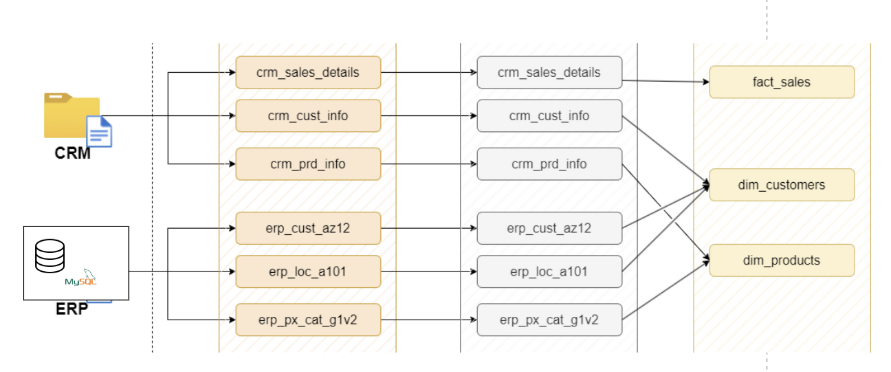 crm_sales_details
crm_sales_details
fact_sales
crm_cust_info
crm_cust_info
CRM
crm_prd_info
crm_prd_info
dim_customers
erp_cust_az12
erp_cust_az12
dim_products
MySQL
erp_loc_a101
erp_loc_a101
ERP
erp_px_cat_g1v2
erp_px_cat_g1v2